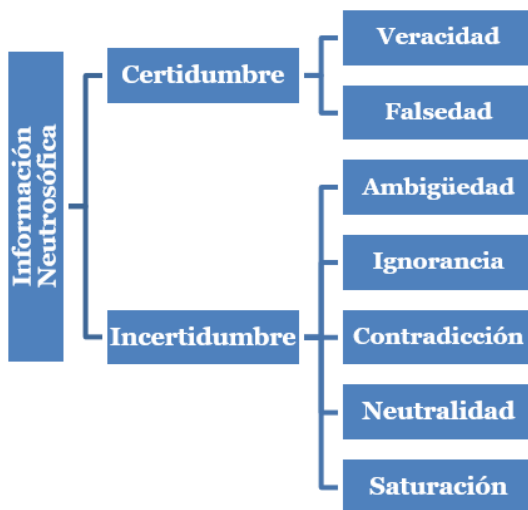 Información
Neutrosófica
Certidumbre
Veracidad
Falsedad
Incertidumbre
Ambigüedad
Ignorancia
Contradicción
Neutralidad
Saturación